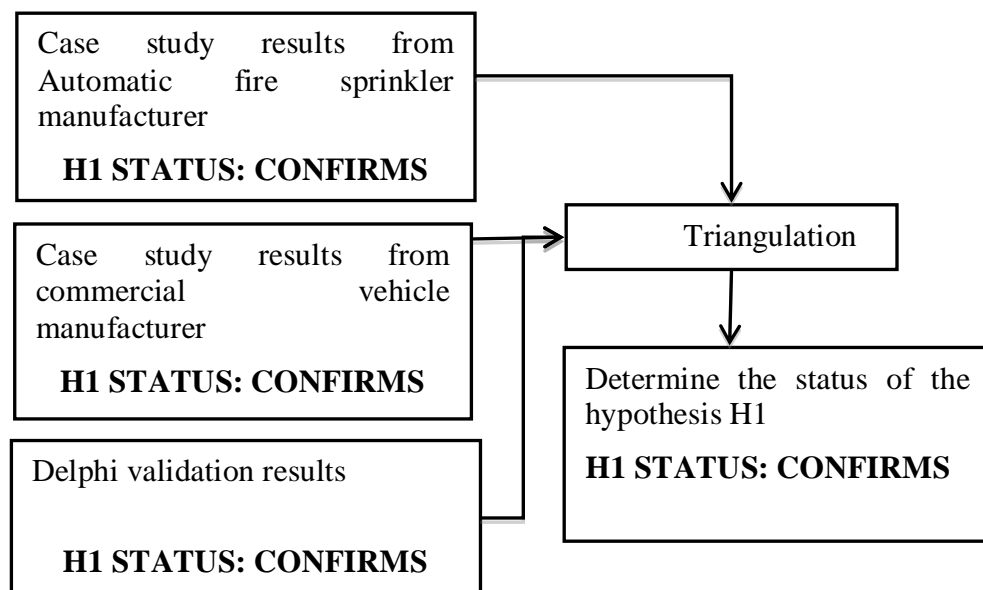 Case study results from
Automatic fire sprinkler
manufacturer
H1 STATUS: CONFIRMS
Case study results from
commercial vehicle
manufacturer
H1 STATUS: CONFIRMS
Delphi validation results
H1 STATUS: CONFIRMS
Triangulation
Determine the status of the
hypothesis H1
H1 STATUS: CONFIRMS